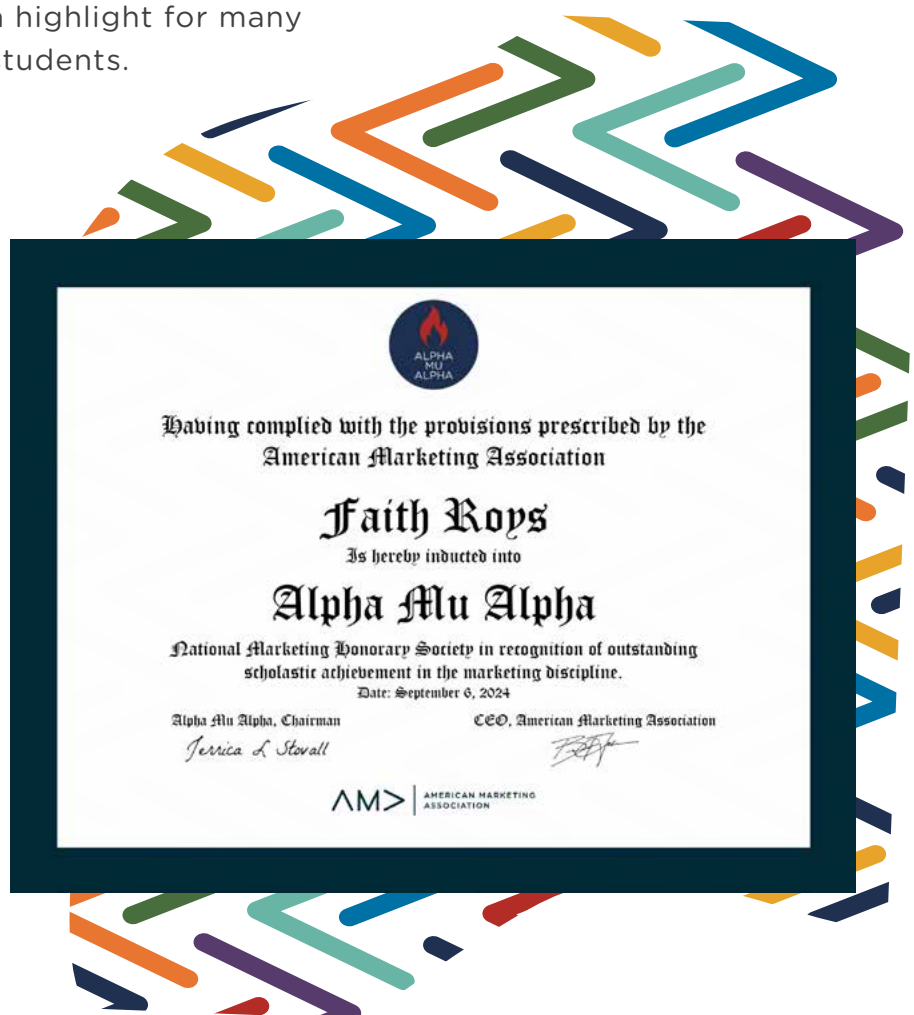 highlight for many
students.
ALPHA
MU
ALPHA
Having complied with the provisions prescribed by the
American Marketing Association
Faith Roys
Is hereby inducted into
Alpha Mu Alpha
National Marketing Honorary Society in recognition of outstanding
scholastic achievement in the marketing discipline.
Date: September 6, 2024
Alpha Mu Alpha, Chairman
CEO, American Marketing Association
Jerrica L Stovall
AMA
AMERICAN MARKETING
ASSOCIATION